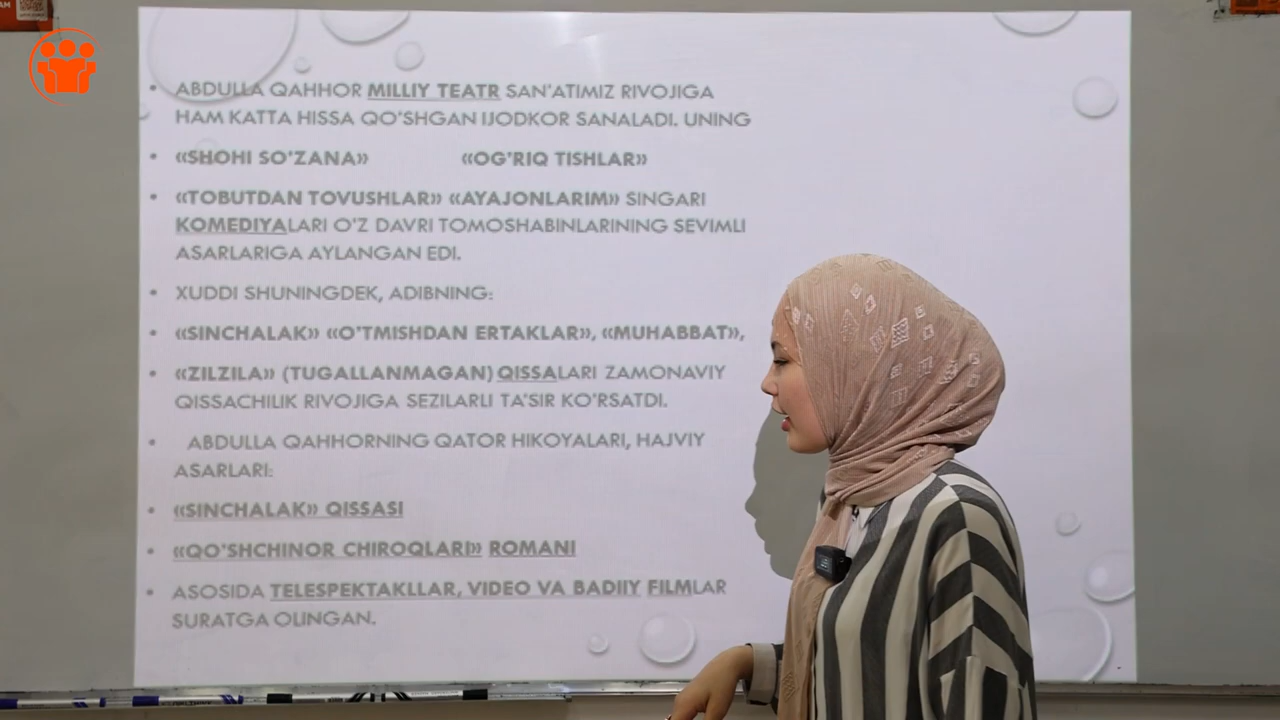 • ABDULLA QAHHOR MILLIY TEATR SAN'ATIMIZ RIVOJIGA
HAM KATTA HISSA QO'SHGAN IJODKOR SANALADI. UNING
• «SHOHI SO'ZANA» «OG'RIQ TISHLAR»
• «TOBUTDAN TOVUSHLAR» «AYAJONLARIM» SINGARI
KOMEDIYALARI O'Z DAVRI TOMOSHABINLARINING SEVIMLI
ASARLARIGA AYLANGAN EDI.
• XUDDI SHUNINGDEK, ADIBNING:
• «SINCHALAK» «O'TMISHDAN ERTAKLAR», «MUHABBAT»,
• «ZILZILA» (TUGALLANMAGAN) QISSALARI ZAMONAVIY
QISSACHILIK RIVOJIGA SEZILARLI TA'SIR KO'RSATDI.
• ABDULLA QAHHORNING QATOR HIKOYALARI, HAJVIY
ASARLARI:
• «SINCHALAK» QISSASI
• «QO'SHCHINOR CHIROQLARI» ROMANI
• ASOSIDA TELESPEKTAKLLAR, VIDEO VA BADIIY FILMLAR
SURATGA OLINGAN.